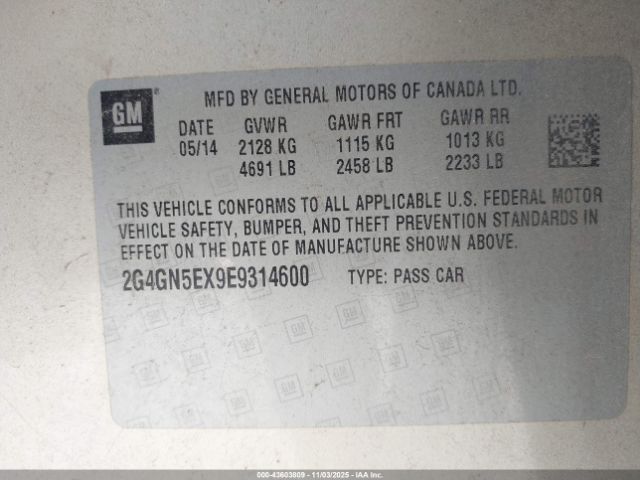 GM
MFD BY GENERAL MOTORS OF CANADA LTD.
DATE GVWR GAWR FRT GAWR RR
05/14 2128 KG 1115 KG 1013 KG
4691 LB 2458 LB 2233 LB
THIS VEHICLE CONFORMS TO ALL APPLICABLE U.S. FEDERAL MOTOR
VEHICLE SAFETY, BUMPER, AND THEFT PREVENTION STANDARDS IN
EFFECT ON THE DATE OF MANUFACTURE SHOWN ABOVE.
2G4GN5EX9E9314600 TYPE: PASS CAR
000-43603809 - 11/03/2025 - IAA Inc.